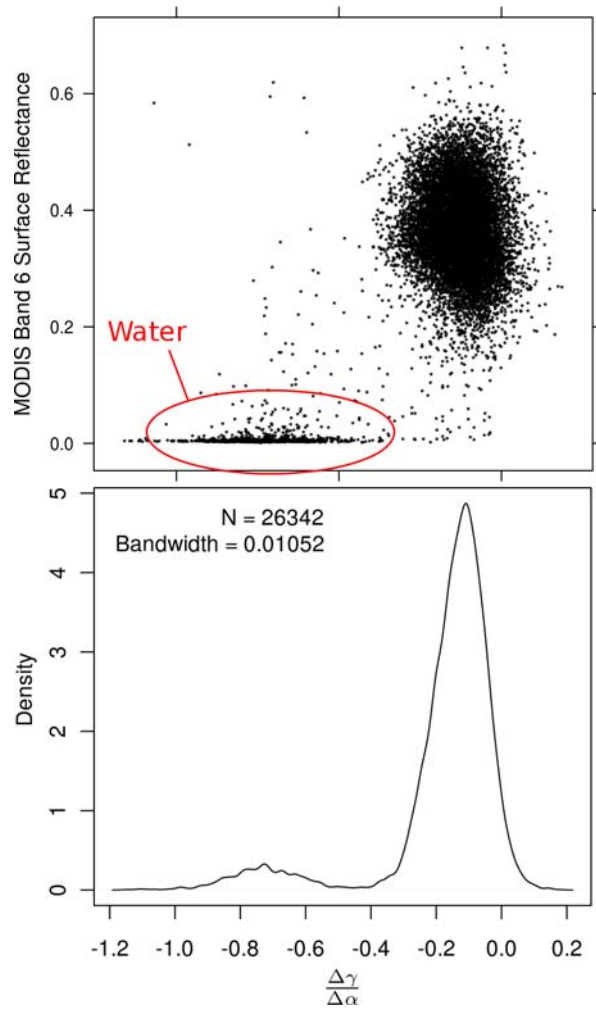 MODIS Band 6 Surface Reflectance
0.6
0.4
0.2
0.0
Water
Density
5
4
3
2
1
0
N = 26342
Bandwidth = 0.01052
-1.2 -1.0 -0.8 -0.6 -0.4 -0.2 0.0 0.2
Δγ
Δα